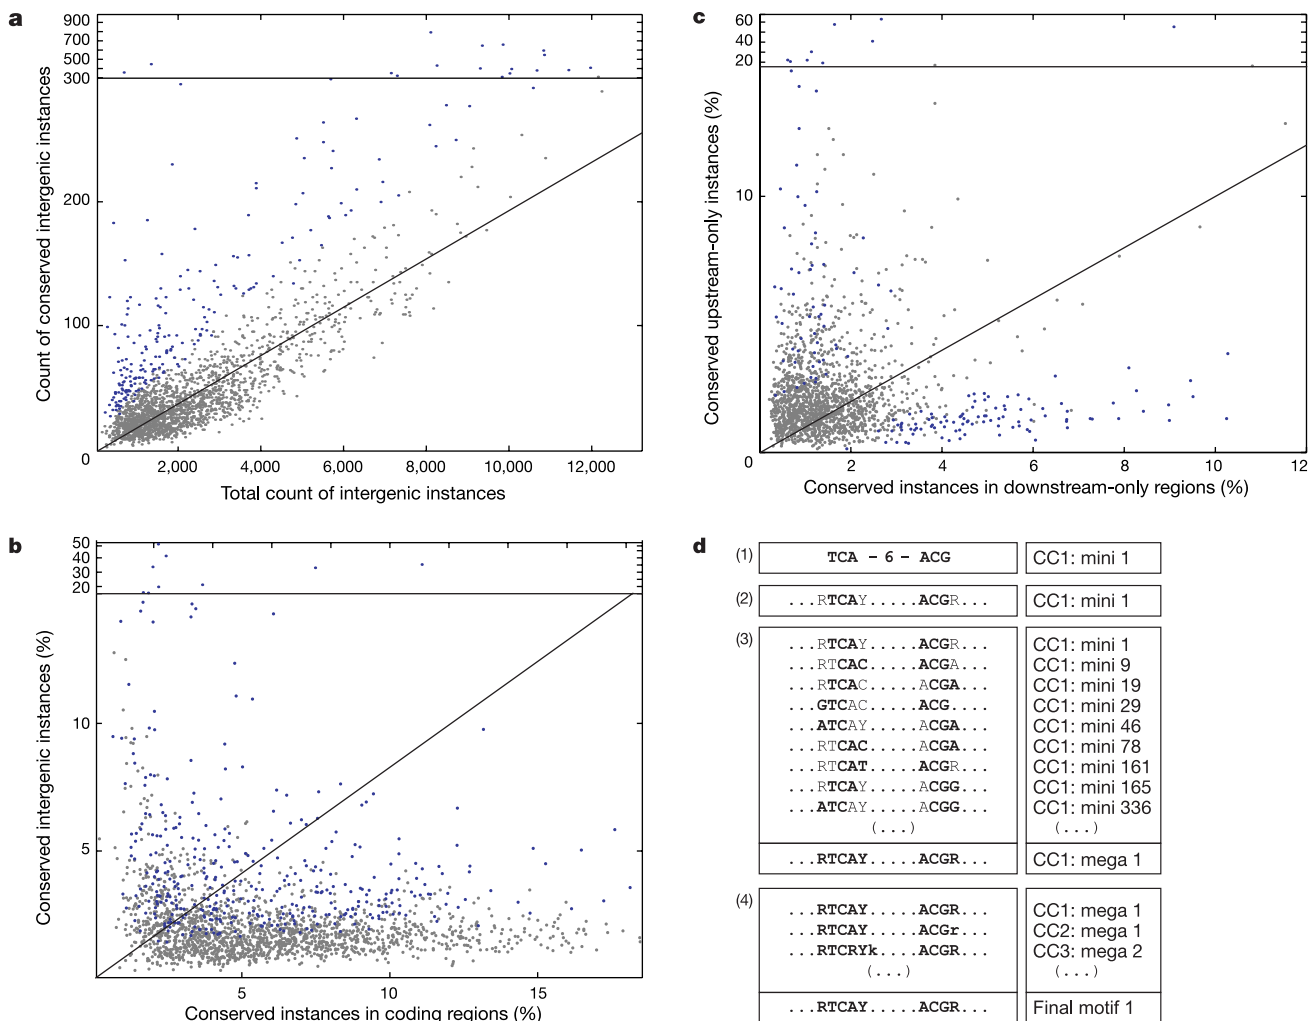 a
900
700
500
300
200
100
0
2,000 4,000 6,000 8,000 10,000 12,000
Count of conserved intergenic instances
Total count of intergenic instances
c
60
40
20
10
0
2 4 6 8 10 12
Conserved upstream-only instances (%)
Conserved instances in downstream-only regions (%)
b
50
40
30
20
10
5
5 10 15
Conserved intergenic instances (%)
Conserved instances in coding regions (%)
d
(1) TCA – 6 – ACG CC1: mini 1
(2) ...RTCAY.....ACGR... CC1: mini 1
(3) ...RTCAY.....ACGR... CC1: mini 1
...RTCAC.....ACGA... CC1: mini 9
...RTCAC.....ACGA... CC1: mini 19
...GTCAC.....ACG.... CC1: mini 29
...ATCAY.....ACGA... CC1: mini 46
...RTCAC.....ACGA... CC1: mini 78
...RTCAT.....ACGR... CC1: mini 161
...RTCAY.....ACGG... CC1: mini 165
...ATCAY.....ACGG... CC1: mini 336
(...) (...)
...RTCAY.....ACGR... CC1: mega 1
(4) ...RTCAY.....ACGR... CC1: mega 1
...RTCAY.....ACGr... CC2: mega 1
...RTCRYk....ACGR... CC3: mega 2
(...) (...)
...RTCAY.....ACGR... Final motif 1